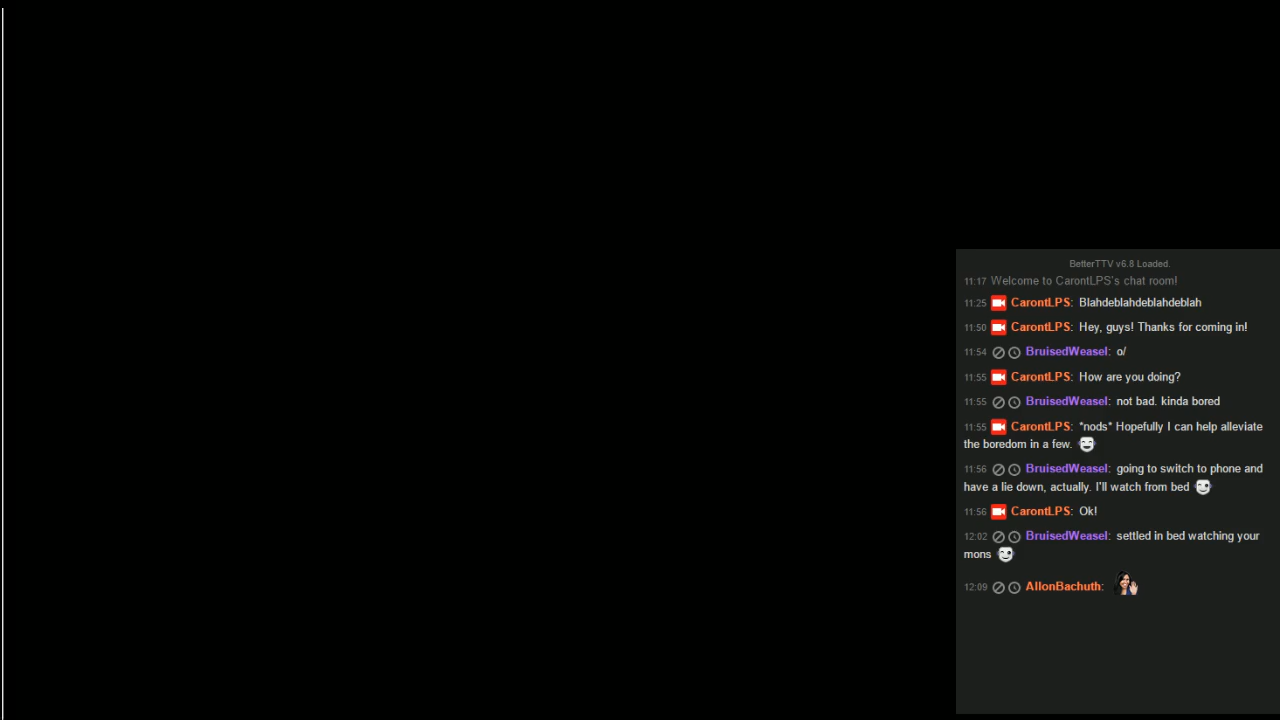 BetterTTV v6.8 Loaded.
11:17 Welcome to CarontLPS's chat room!
11:25 CarontLPS: Blahdeblahdeblahdeblah
11:50 CarontLPS: Hey, guys! Thanks for coming in!
11:54 BruisedWeasel: o/
11:55 CarontLPS: How are you doing?
11:55 BruisedWeasel: not bad. kinda bored
11:55 CarontLPS: *nods* Hopefully I can help alleviate
the boredom in a few.
11:56 BruisedWeasel: going to switch to phone and
have a lie down, actually. I'll watch from bed
11:56 CarontLPS: Ok!
12:02 BruisedWeasel: settled in bed watching your
mons
12:09 AllonBachuth: